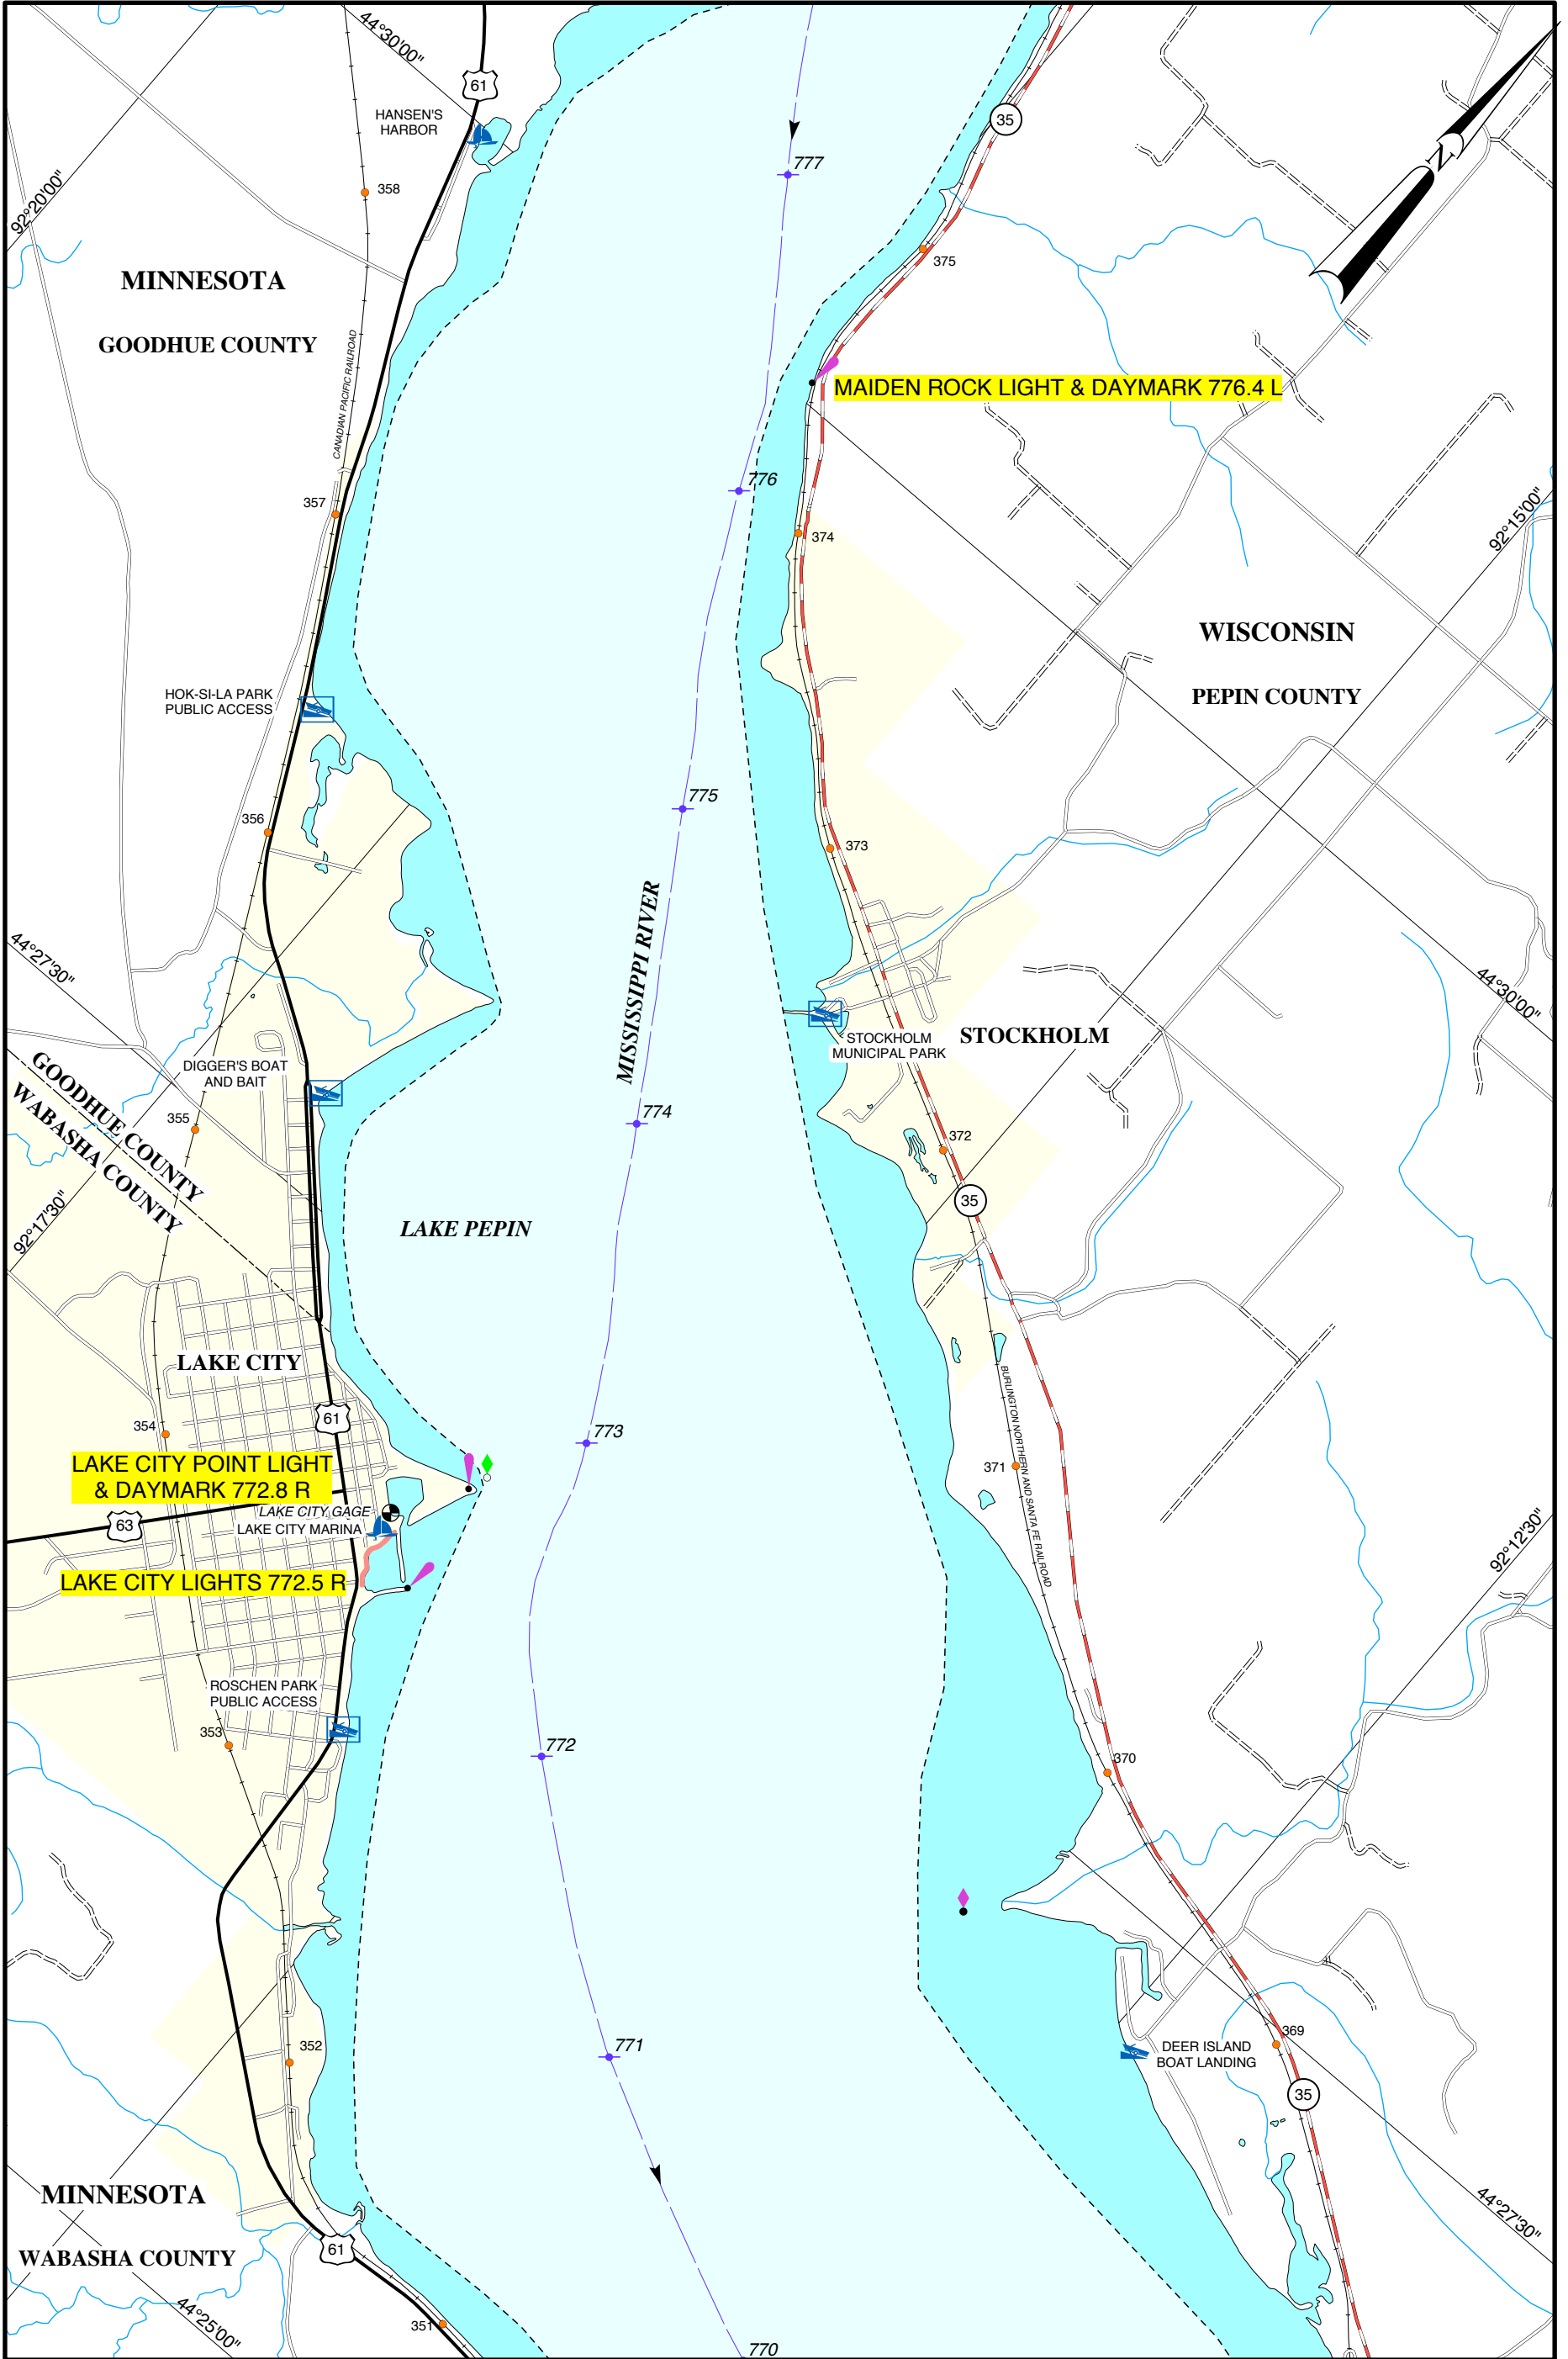 44°30'00"
61
HANSEN'S
HARBOR
35
N
777
358
92°20'00"
375
MINNESOTA
GOODHUE COUNTY
CANADIAN PACIFIC RAILROAD
MAIDEN ROCK LIGHT & DAYMARK 776.4 L
776
357
374
92°15'00"
WISCONSIN
PEPIN COUNTY
HOK-SI-LA PARK
PUBLIC ACCESS
775
356
373
MISSISSIPPI RIVER
44°27'30"
44°30'00"
STOCKHOLM
MUNICIPAL PARK
STOCKHOLM
DIGGER'S BOAT
AND BAIT
GOODHUE COUNTY
WABASHA COUNTY
355
774
372
35
92°17'30"
LAKE PEPIN
LAKE CITY
61
354
773
BURLINGTON NORTHERN AND SANTA FE RAILROAD
371
LAKE CITY POINT LIGHT
& DAYMARK 772.8 R
LAKE CITY GAGE
63
LAKE CITY MARINA
LAKE CITY LIGHTS 772.5 R
92°12'30"
ROSCHEN PARK
PUBLIC ACCESS
353
772
370
771
352
369
DEER ISLAND
BOAT LANDING
35
MINNESOTA
WABASHA COUNTY
61
44°27'30"
44°25'00"
351
770